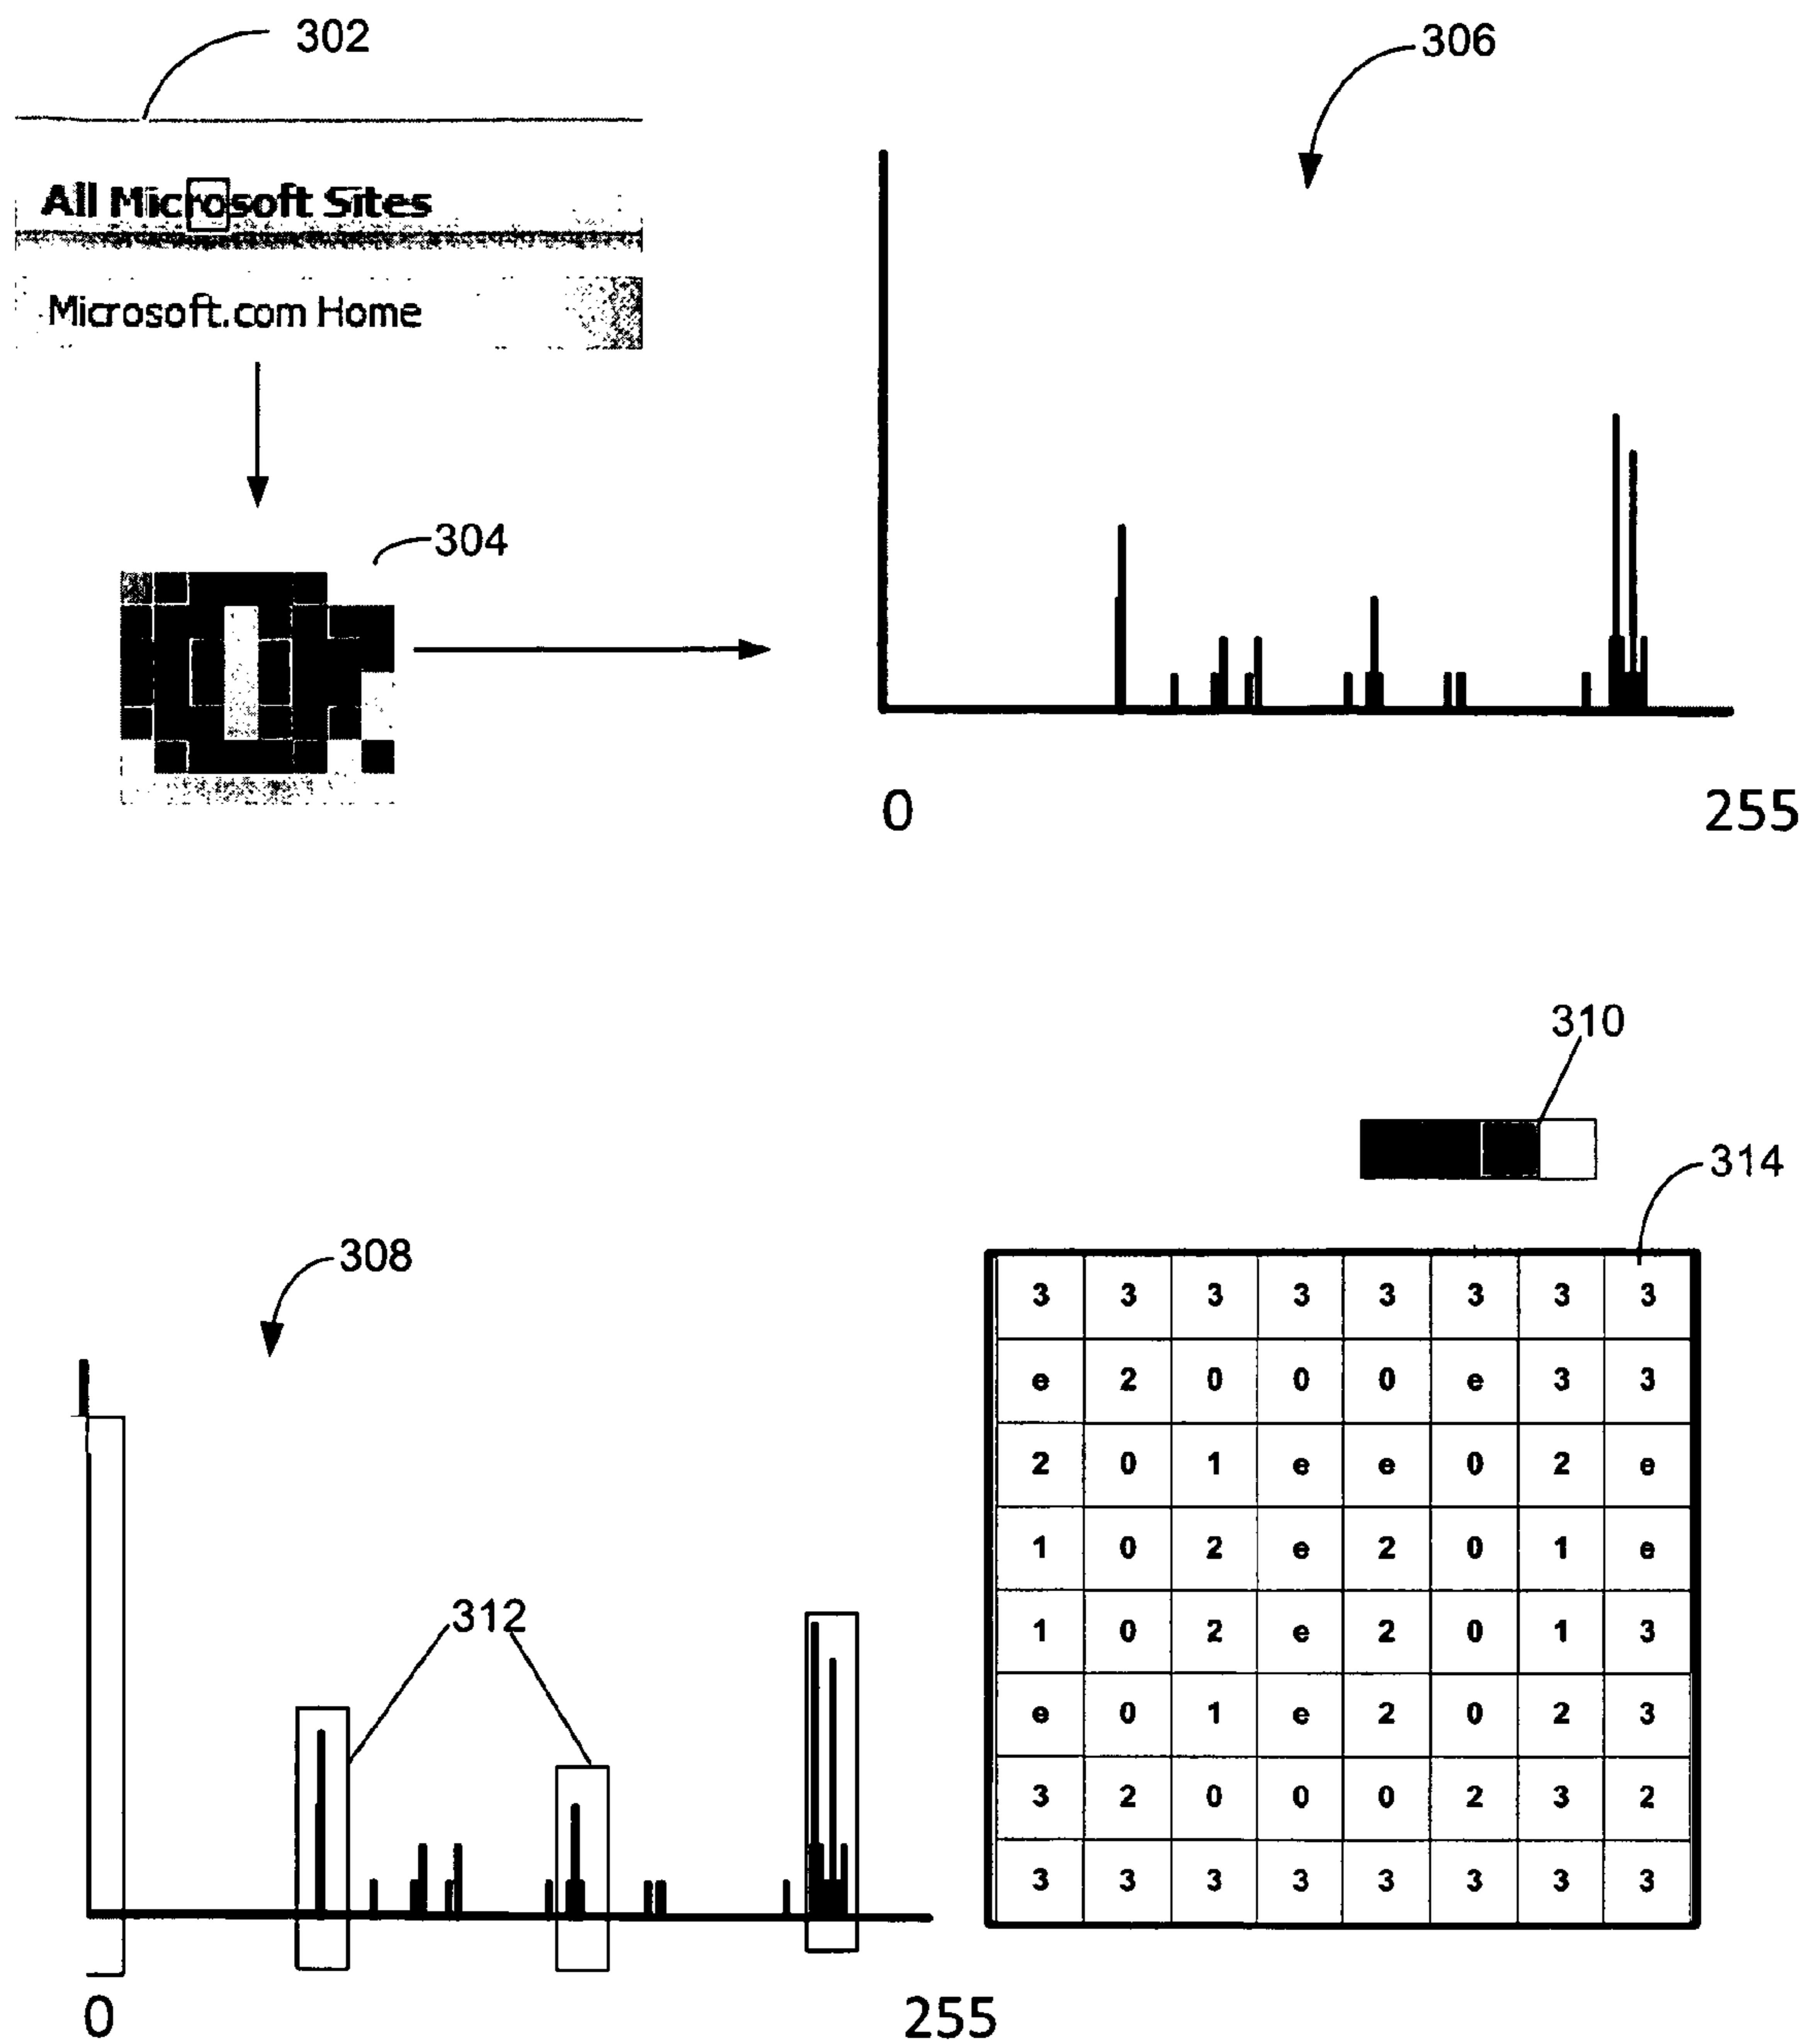 302
306
All Microsoft Sites
Microsoft.com Home
304
0
255
310
314
308
3 3 3 3 3 3 3 3
e 2 0 0 0 e 3 3
2 0 1 e e 0 2 e
1 0 2 e 2 0 1 e
312
1 0 2 e 2 0 1 3
e 0 1 e 2 0 2 3
3 2 0 0 0 2 3 2
3 3 3 3 3 3 3 3
0
255